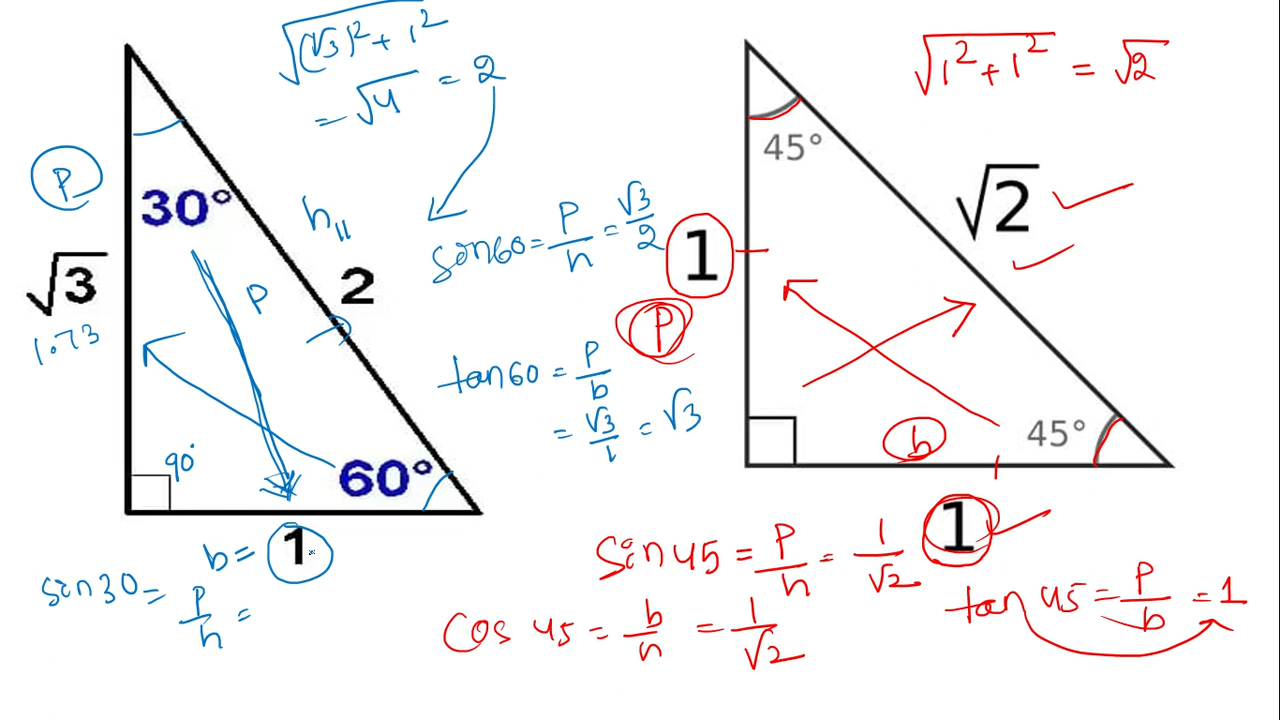 √(√3)² + 1²
= √4 = 2
P
30°
h
√3
1.73
P
2
sin60 = P/h = √3/2
tan60 = P/b
= √3/1 = √3
90°
60°
b = 1
sin30 = P/h =
√1² + 1² = √2
45°
√2
1
P
b
45°
1
sin 45 = P/h = 1/√2
cos 45 = b/h = 1/√2
tan 45 = P/b = 1